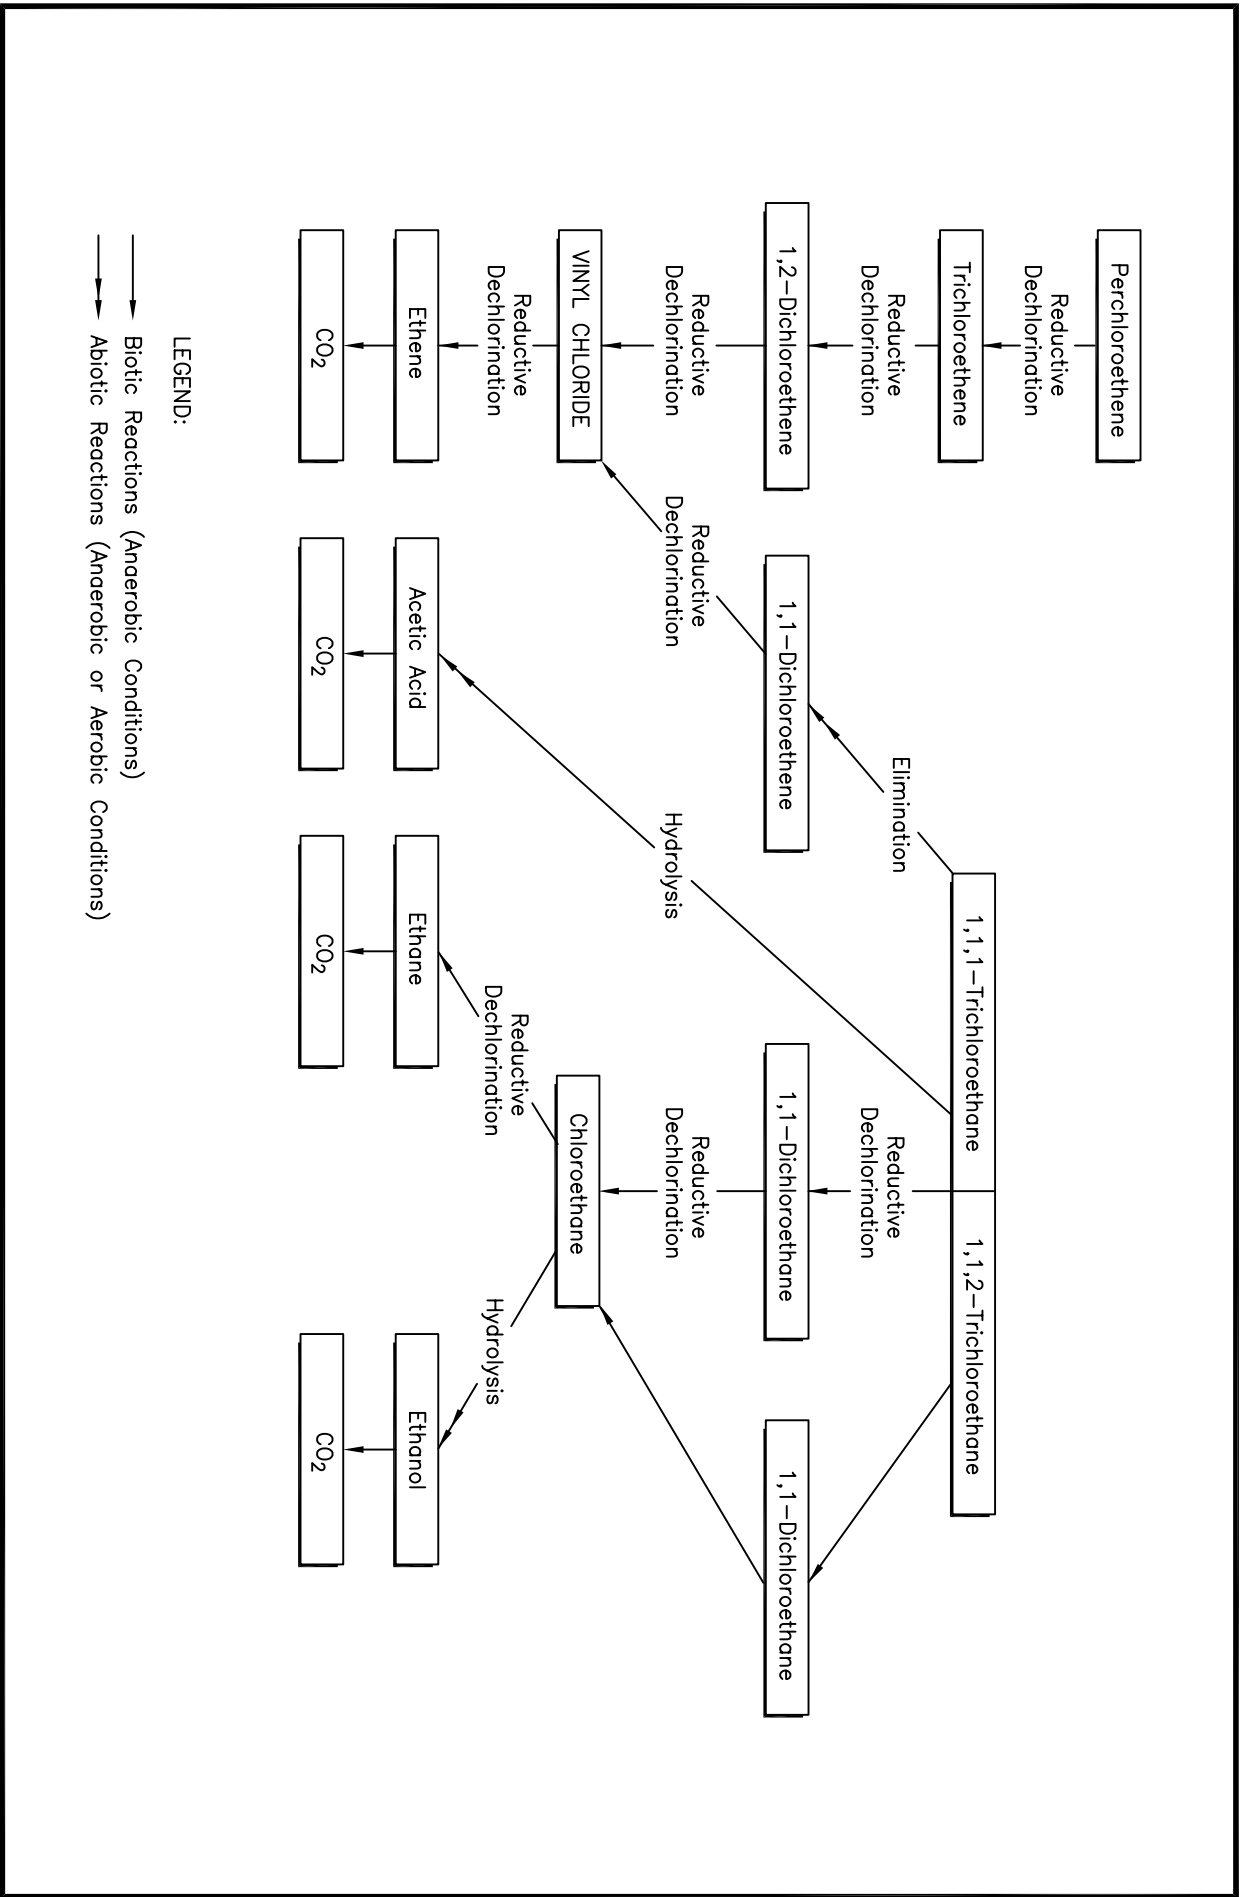 Perchloroethene
Reductive
Dechlorination
Trichloroethene
1,1,1-Trichloroethane
1,1,2-Trichloroethane
Reductive
Dechlorination
Elimination
Reductive
Dechlorination
1,2-Dichloroethene
1,1-Dichloroethene
1,1-Dichloroethane
1,1-Dichloroethane
Reductive
Dechlorination
Reductive
Dechlorination
Hydrolysis
Reductive
Dechlorination
VINYL CHLORIDE
Chloroethane
Reductive
Dechlorination
Reductive
Dechlorination
Hydrolysis
Ethene
Acetic Acid
Ethane
Ethanol
CO₂
CO₂
CO₂
CO₂
LEGEND:
Biotic Reactions (Anaerobic Conditions)
Abiotic Reactions (Anaerobic or Aerobic Conditions)